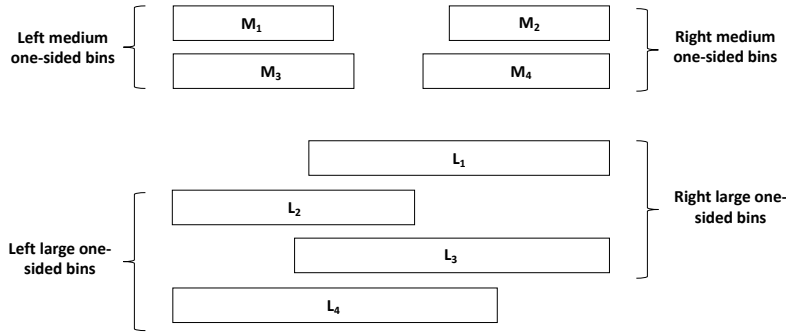 Left medium
one-sided bins
M₁
M₂
M₃
M₄
Right medium
one-sided bins
L₁
L₂
L₃
L₄
Left large one-
sided bins
Right large one-
sided bins